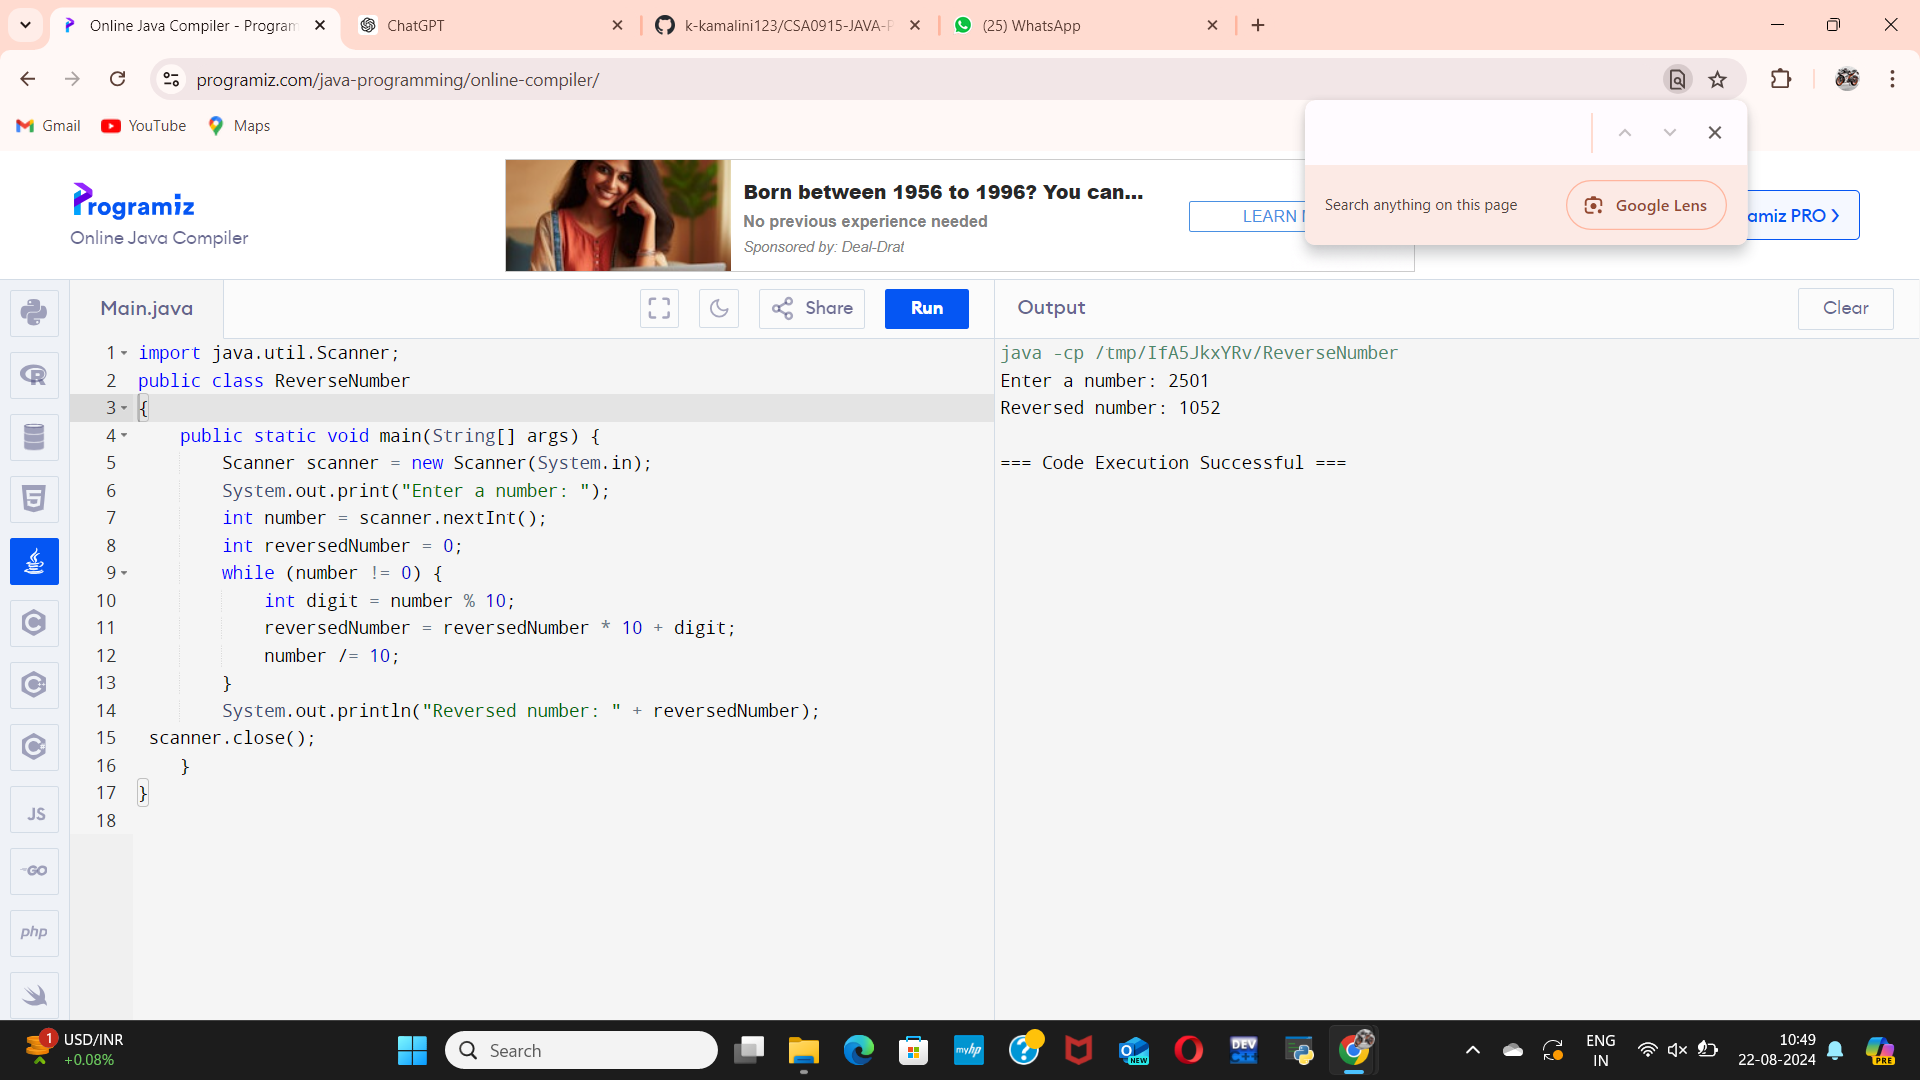 Online Java Compiler - Program
ChatGPT
k-kamalini123/CSA0915-JAVA-P
(25) WhatsApp
programiz.com/java-programming/online-compiler/
Gmail
YouTube
Maps
Search anything on this page
Google Lens
Programiz
Online Java Compiler
Born between 1956 to 1996? You can...
No previous experience needed
Sponsored by: Deal-Drat
LEARN
amiz PRO
Main.java
Share
Run
Output
Clear
1 import java.util.Scanner;
2 public class ReverseNumber
3 {
4 public static void main(String[] args) {
5 Scanner scanner = new Scanner(System.in);
6 System.out.print("Enter a number: ");
7 int number = scanner.nextInt();
8 int reversedNumber = 0;
9 while (number != 0) {
10 int digit = number % 10;
11 reversedNumber = reversedNumber * 10 + digit;
12 number /= 10;
13 }
14 System.out.println("Reversed number: " + reversedNumber);
15 scanner.close();
16 }
17 }
18
java -cp /tmp/IfA5JkxYRv/ReverseNumber
Enter a number: 2501
Reversed number: 1052
=== Code Execution Successful ===
R
5
C
C
C
JS
GO
php
1
USD/INR
+0.08%
Search
myhp
NEW
DEV
C++
ENG
IN
10:49
22-08-2024
PRE